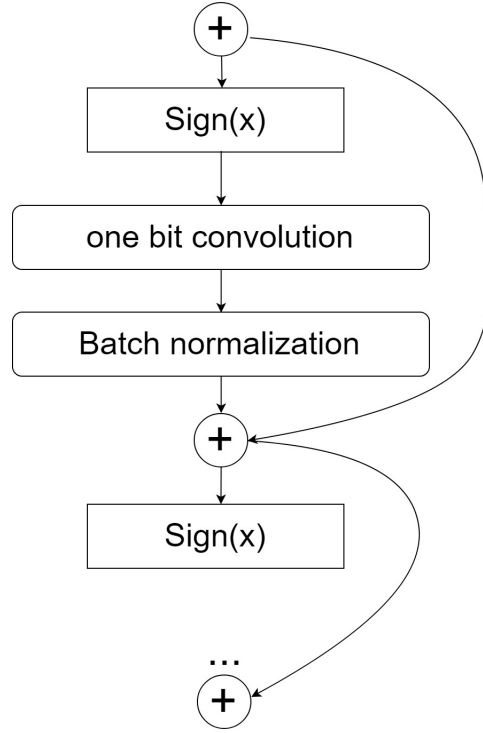 +
Sign(x)
one bit convolution
Batch normalization
+
Sign(x)
...
+